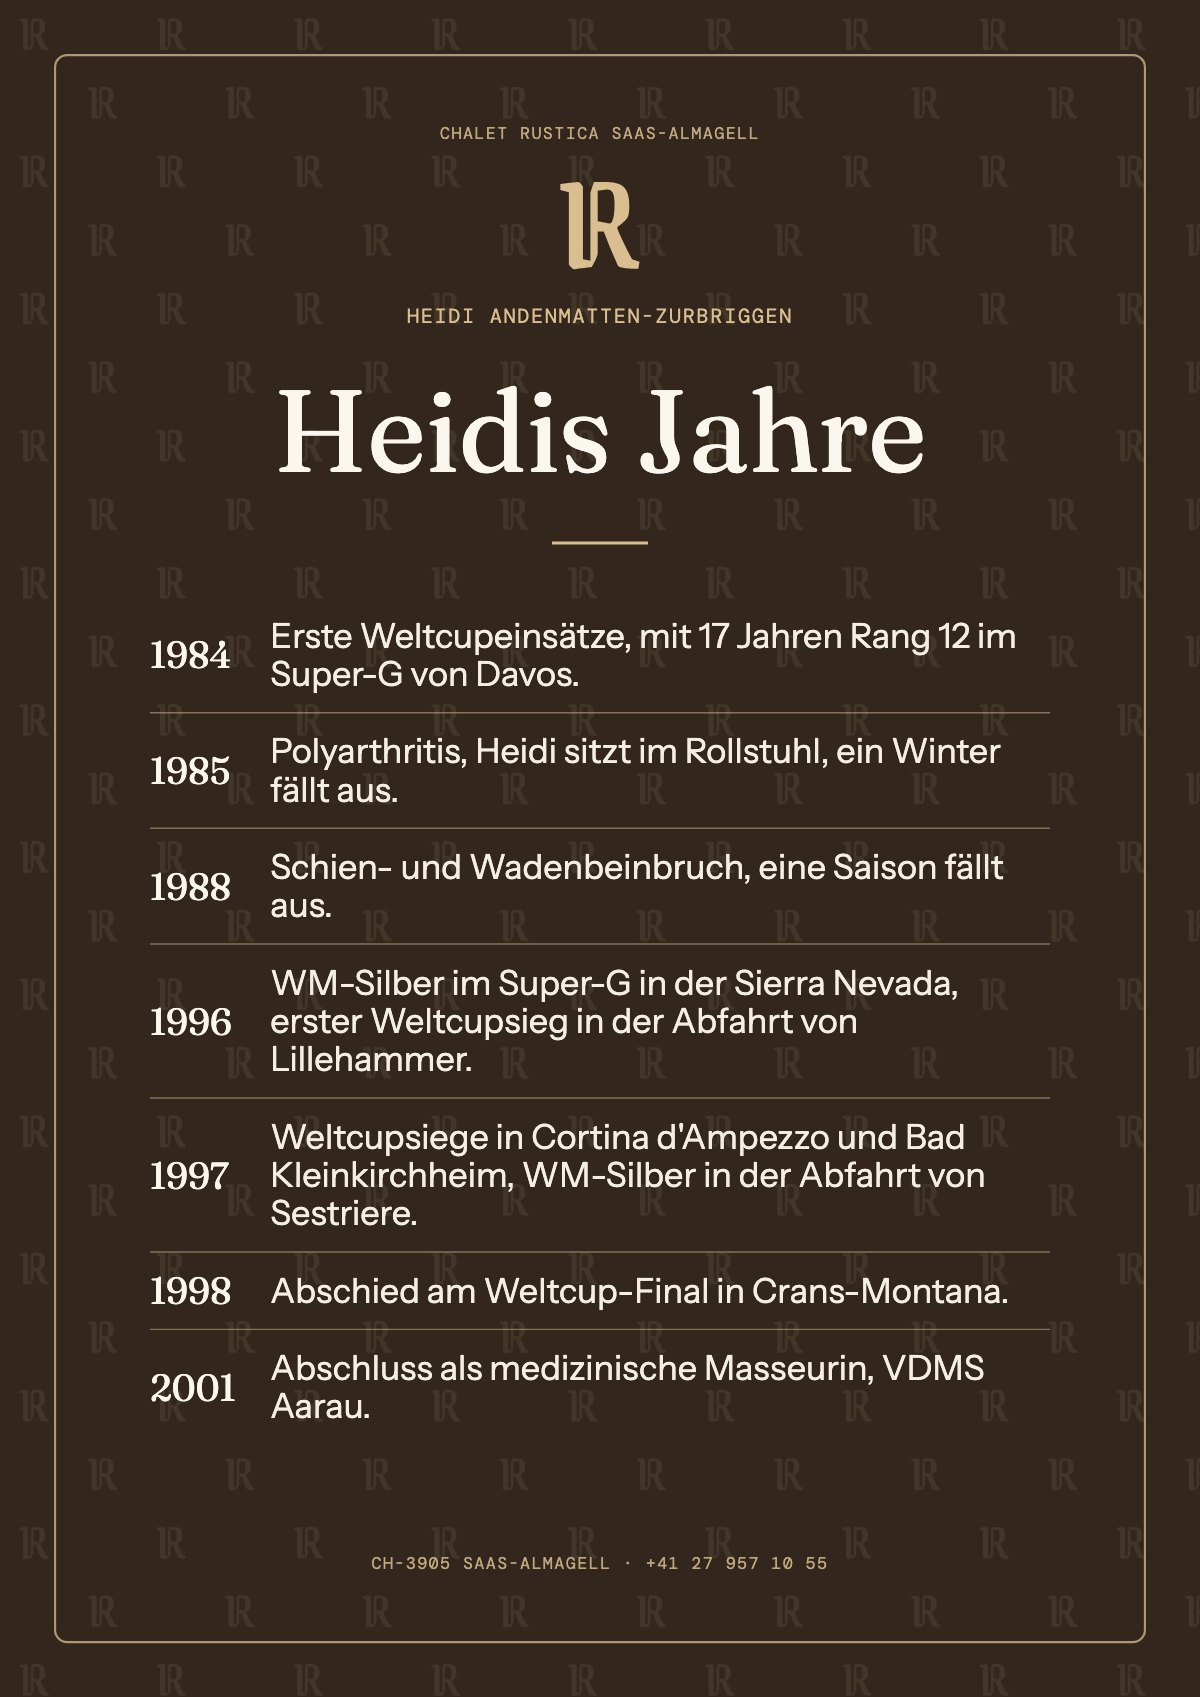 CHALET RUSTICA SAAS-ALMAGELL
R
HEIDI ANDENMATTEN-ZURBRIGGEN
Heidis Jahre
1984
Erste Weltcupeinsätze, mit 17 Jahren Rang 12 im
Super-G von Davos.
1985
Polyarthritis, Heidi sitzt im Rollstuhl, ein Winter
fällt aus.
1988
Schien- und Wadenbeinbruch, eine Saison fällt
aus.
1996
WM-Silber im Super-G in der Sierra Nevada,
erster Weltcupsieg in der Abfahrt von
Lillehammer.
1997
Weltcupsiege in Cortina d'Ampezzo und Bad
Kleinkirchheim, WM-Silber in der Abfahrt von
Sestriere.
1998
Abschied am Weltcup-Final in Crans-Montana.
2001
Abschluss als medizinische Masseurin, VDMS
Aarau.
CH-3905 SAAS-ALMAGELL · +41 27 957 10 55